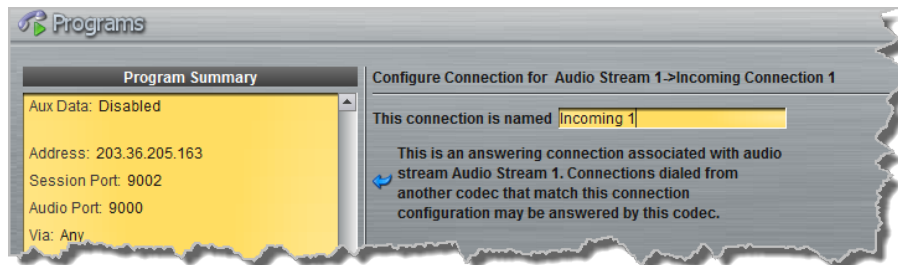 Programs
Program Summary
Aux Data: Disabled
Address: 203.36.205.163
Session Port: 9002
Audio Port: 9000
Via: Any
Configure Connection for Audio Stream 1->Incoming Connection 1
This connection is named Incoming 1
This is an answering connection associated with audio
stream Audio Stream 1. Connections dialed from
another codec that match this connection
configuration may be answered by this codec.